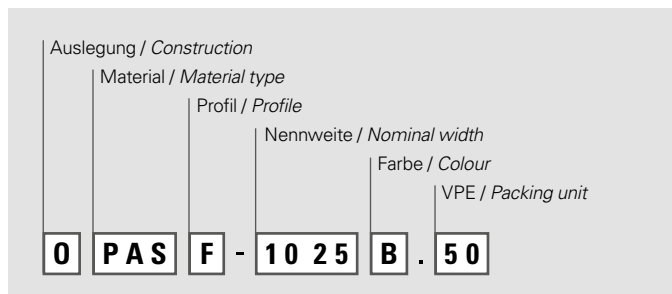 Auslegung / Construction
Material / Material type
Profil / Profile
Nennweite / Nominal width
Farbe / Colour
VPE / Packing unit
0 PAS F - 10 25 B . 50